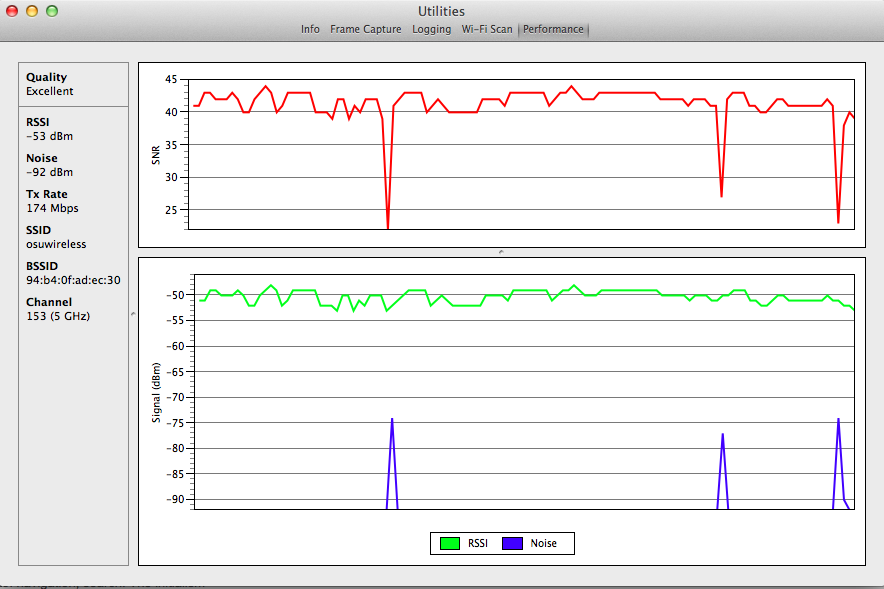 Utilities
Info Frame Capture Logging Wi-Fi Scan Performance
Quality
Excellent
RSSI
-53 dBm
Noise
-92 dBm
Tx Rate
174 Mbps
SSID
osuwireless
BSSID
94:b4:0f:ad:ec:30
Channel
153 (5 GHz)
SNR
45
40
35
30
25
Signal (dBm)
-50
-55
-60
-65
-70
-75
-80
-85
-90
RSSI Noise